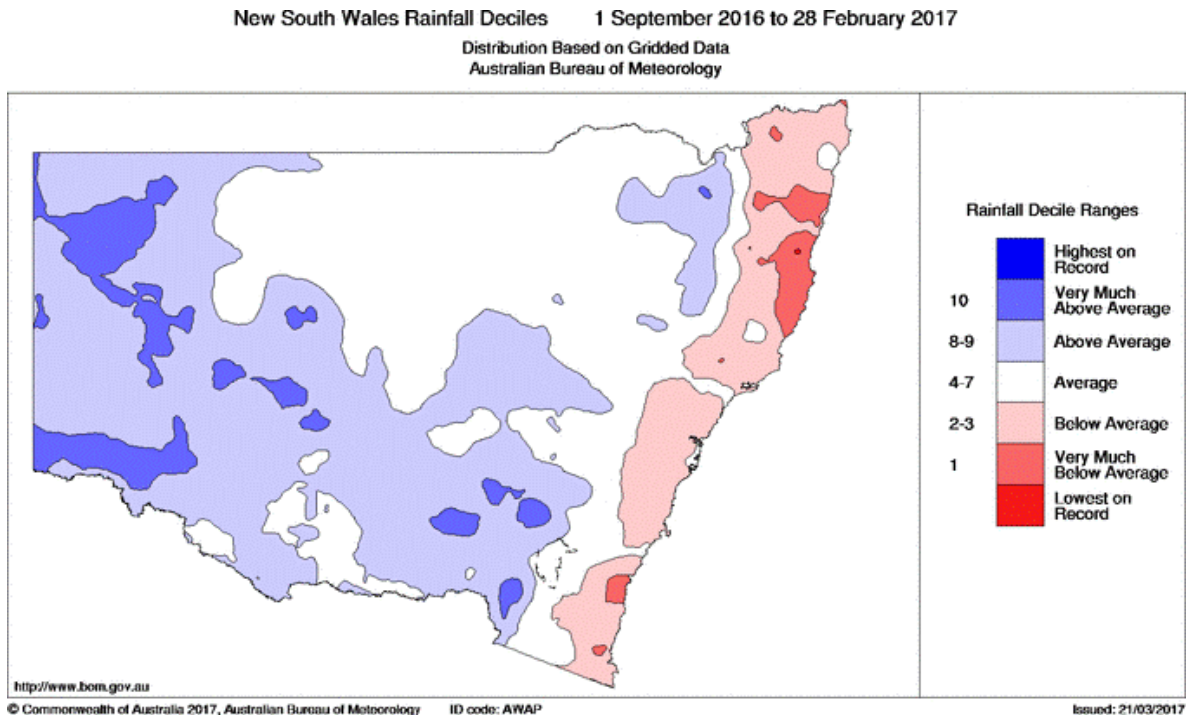 New South Wales Rainfall Deciles 1 September 2016 to 28 February 2017
Distribution Based on Gridded Data
Australian Bureau of Meteorology
Rainfall Decile Ranges
Highest on
Record
10 Very Much
Above Average
8-9 Above Average
4-7 Average
2-3 Below Average
1 Very Much
Below Average
Lowest on
Record
http://www.bom.gov.au
© Commonwealth of Australia 2017, Australian Bureau of Meteorology ID code: AWAP Issued: 21/03/2017